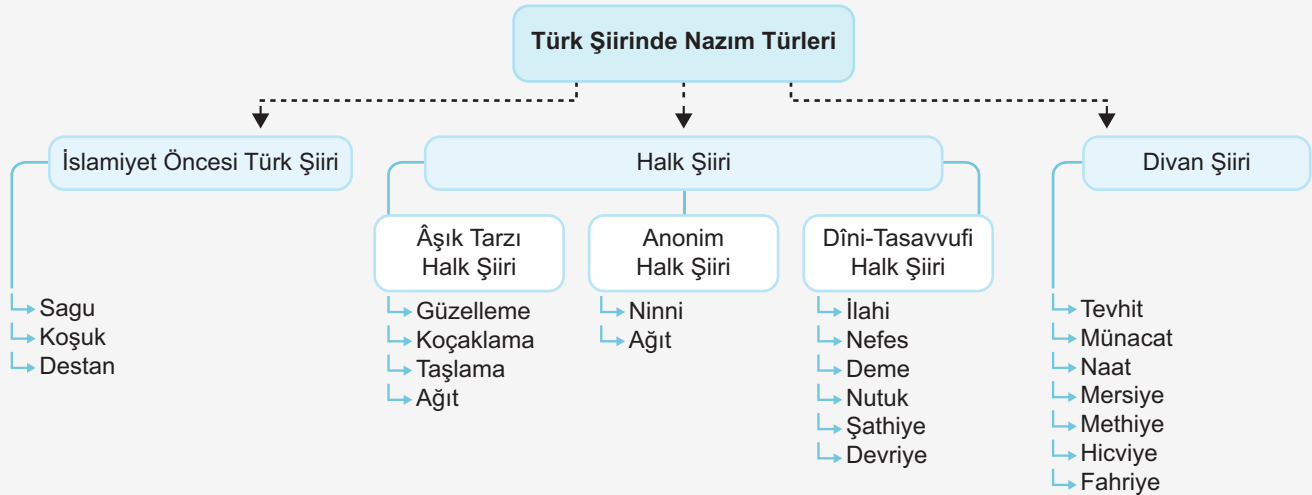 Türk Şiirinde Nazım Türleri
İslamiyet Öncesi Türk Şiiri
Sagu
Koşuk
Destan
Halk Şiiri
Âşık Tarzı
Halk Şiiri
Güzelleme
Koçaklama
Taşlama
Ağıt
Anonim
Halk Şiiri
Ninni
Ağıt
Dîni-Tasavvufi
Halk Şiiri
İlahi
Nefes
Deme
Nutuk
Şathiye
Devriye
Divan Şiiri
Tevhit
Münacat
Naat
Mersiye
Methiye
Hicviye
Fahriye